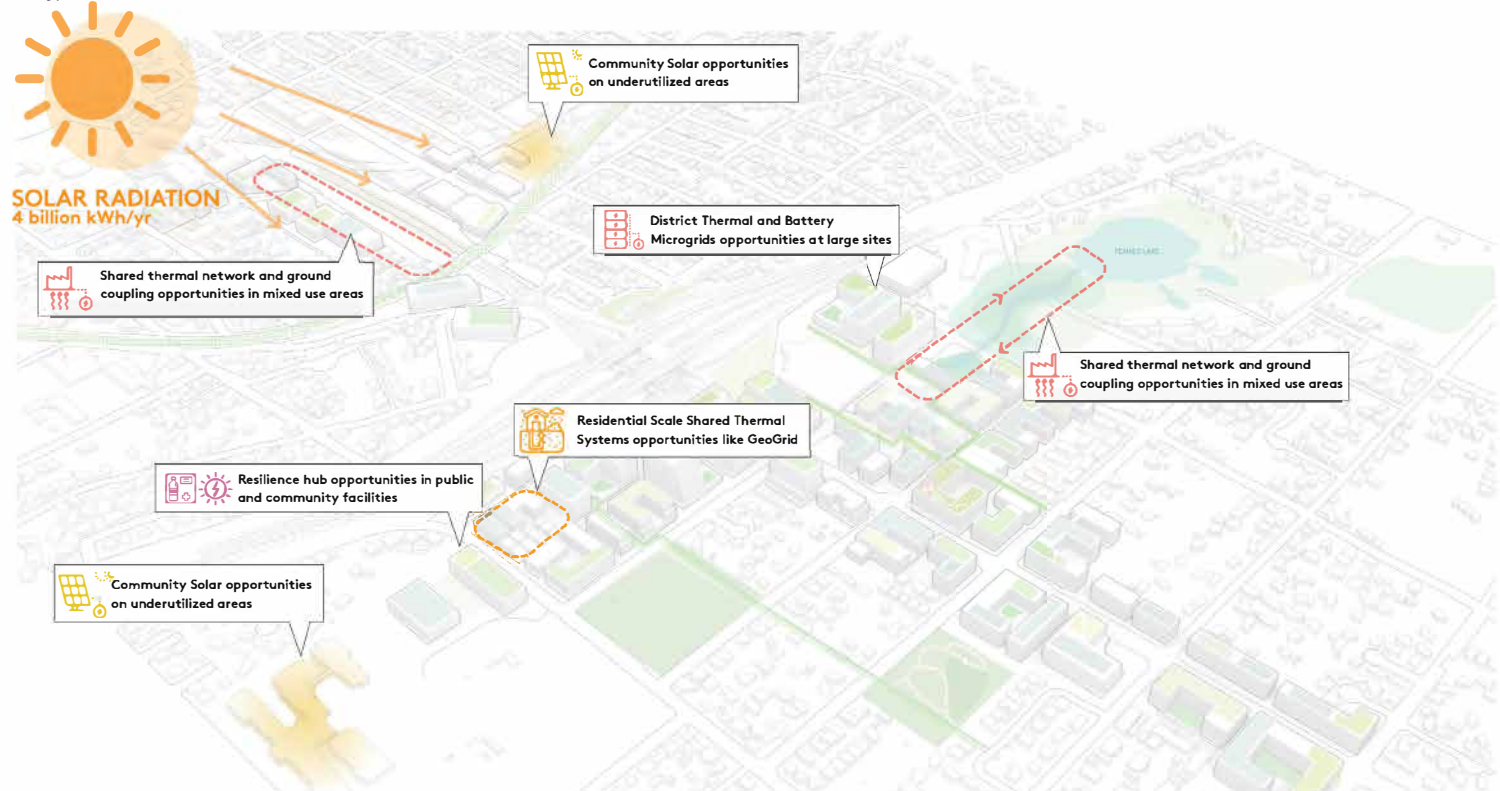 SOLAR RADIATION
4 billion kWh/yr
Community Solar opportunities
on underutilized areas
District Thermal and Battery
Microgrids opportunities at large sites
Shared thermal network and ground
coupling opportunities in mixed use areas
Shared thermal network and ground
coupling opportunities in mixed use areas
Residential Scale Shared Thermal
Systems opportunities like GeoGrid
Resilience hub opportunities in public
and community facilities
Community Solar opportunities
on underutilized areas